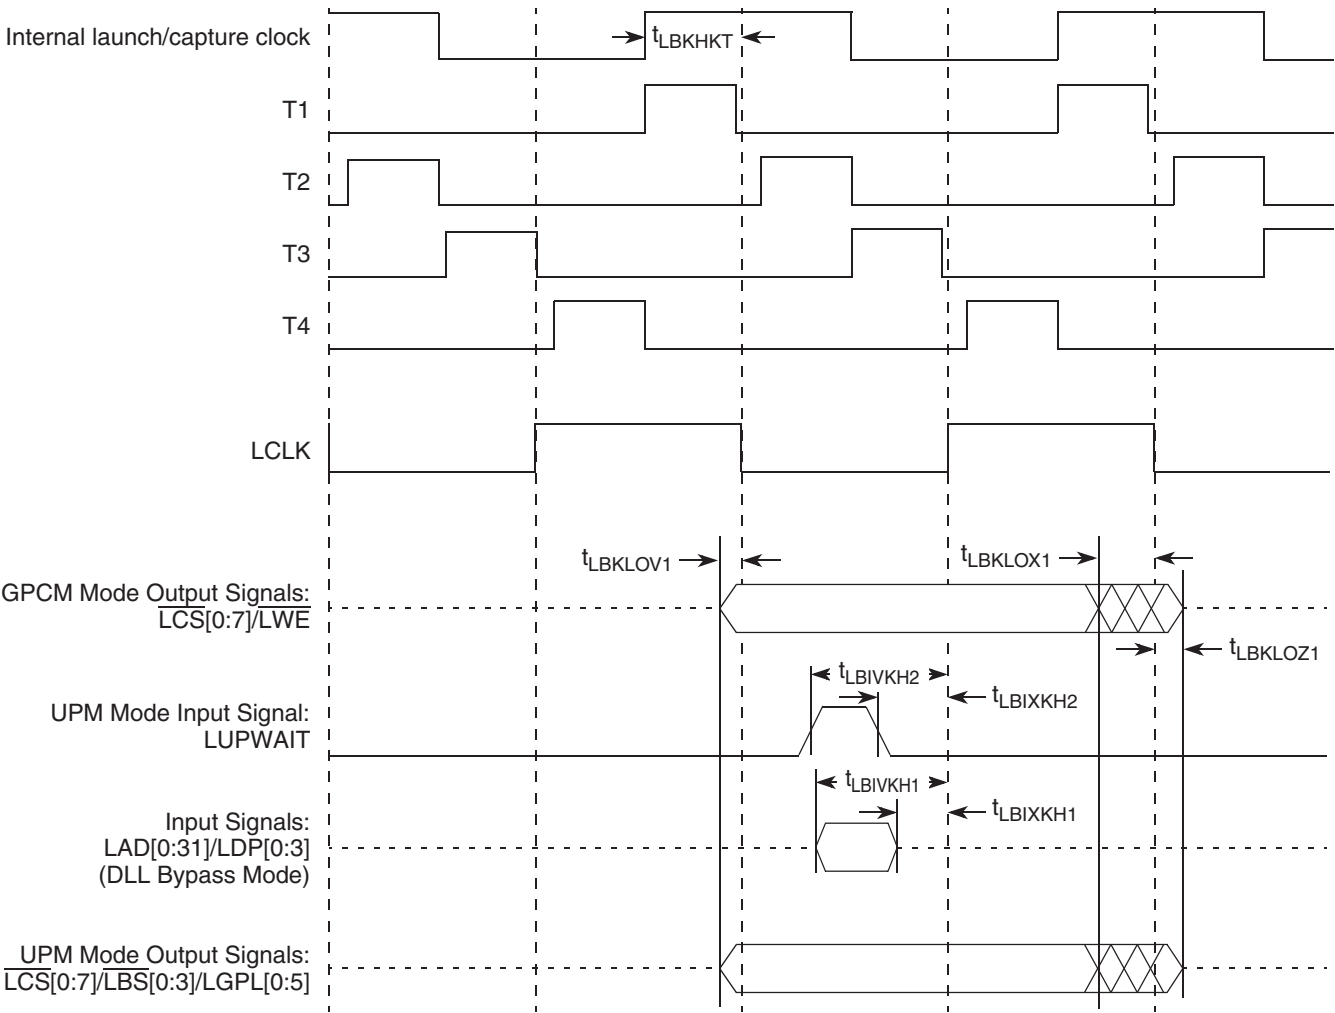 Internal launch/capture clock
tLBKHKT
T1
T2
T3
T4
LCLK
tLBKLOV1
tLBKLOX1
GPCM Mode Output Signals:
LCS[0:7]/LWE
tLBKLOZ1
tLBIVKH2
tLBIXKH2
UPM Mode Input Signal:
LUPWAIT
tLBIVKH1
tLBIXKH1
Input Signals:
LAD[0:31]/LDP[0:3]
(DLL Bypass Mode)
UPM Mode Output Signals:
LCS[0:7]/LBS[0:3]/LGPL[0:5]